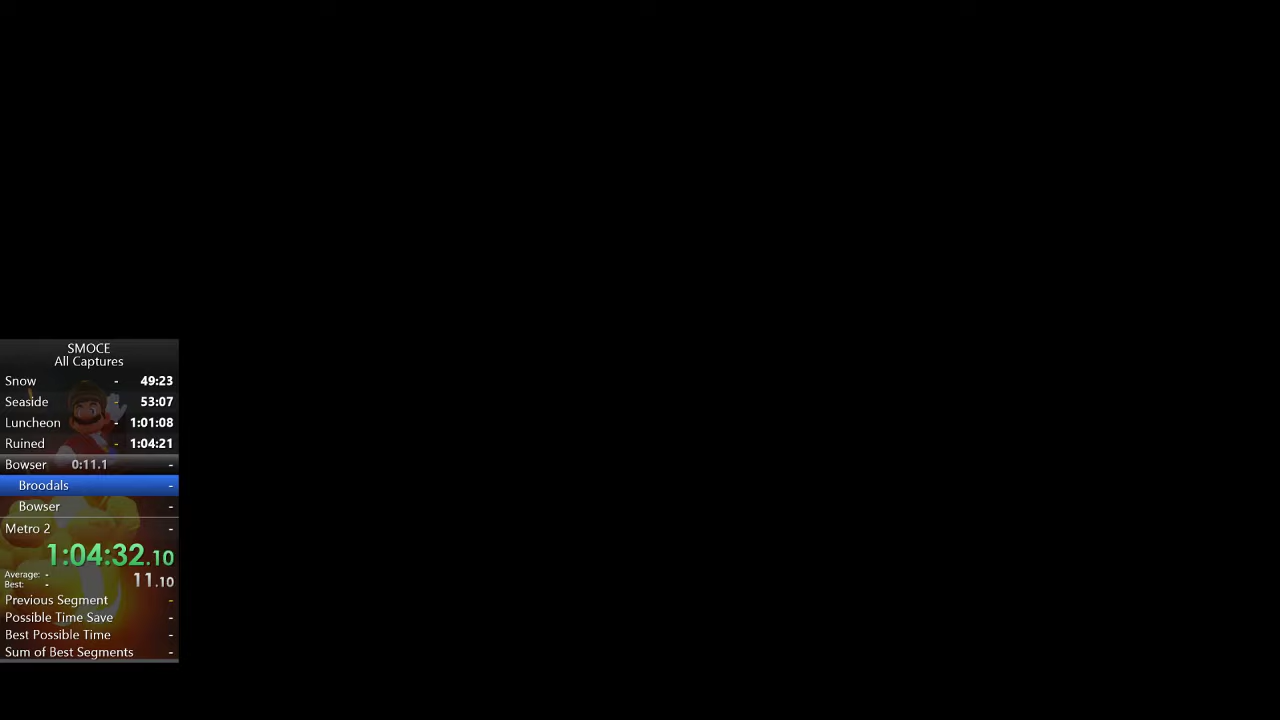 SMOCE
All Captures
Snow - 49:23
Seaside - 53:07
Luncheon - 1:01:08
Ruined - 1:04:21
Bowser 0:11.1 -
Broodals -
Bowser -
Metro 2 -
1:04:32.10
Average: -
Best: -
11.10
Previous Segment -
Possible Time Save -
Best Possible Time -
Sum of Best Segments -